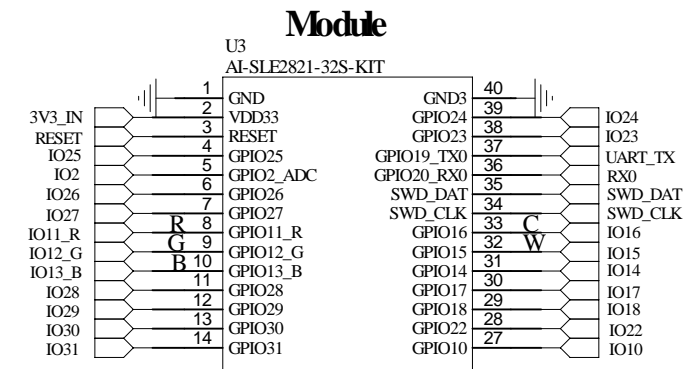 Module
U3
AI-SLE2821-32S-KIT
1 GND GND3 40
3V3_IN 2 VDD33 GPIO24 39 IO24
RESET 3 RESET GPIO23 38 IO23
IO25 4 GPIO25 GPIO19_TX0 37 UART_TX
IO2 5 GPIO2_ADC GPIO20_RX0 36 RX0
IO26 6 GPIO26 SWD_DAT 35 SWD_DAT
IO27 7 GPIO27 SWD_CLK 34 SWD_CLK
IO11_R R 8 GPIO11_R GPIO16 33 C IO16
IO12_G G 9 GPIO12_G GPIO15 32 W IO15
IO13_B B 10 GPIO13_B GPIO14 31 IO14
IO28 11 GPIO28 GPIO17 30 IO17
IO29 12 GPIO29 GPIO18 29 IO18
IO30 13 GPIO30 GPIO22 28 IO22
IO31 14 GPIO31 GPIO10 27 IO10